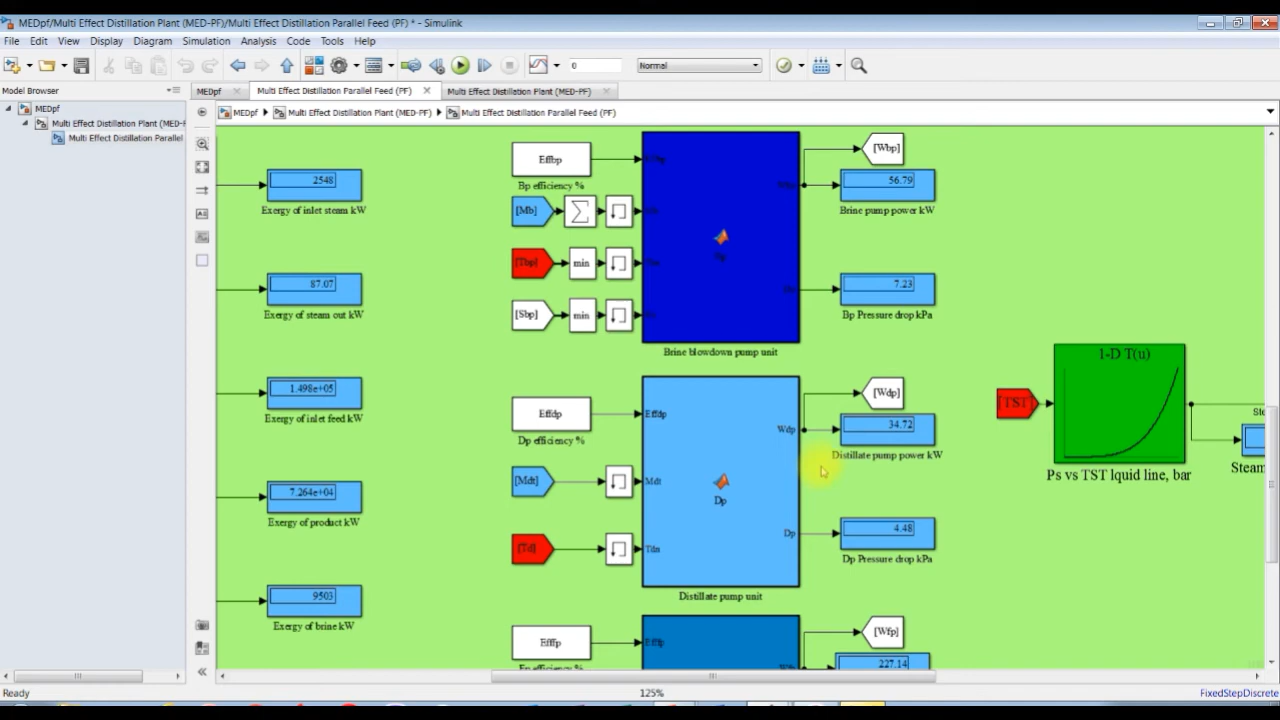 MEDpf/Multi Effect Distillation Plant (MED-PF)/Multi Effect Distillation Parallel Feed (PF) * - Simulink
File Edit View Display Diagram Simulation Analysis Code Tools Help
0 Normal
Model Browser
MEDpf
Multi Effect Distillation Plant (MED-P
Multi Effect Distillation Parallel
MEDpf Multi Effect Distillation Parallel Feed (PF) Multi Effect Distillation Plant (MED-PF)
MEDpf Multi Effect Distillation Plant (MED-PF) Multi Effect Distillation Parallel Feed (PF)
2548
Exergy of inlet steam kW
87.07
Exergy of steam out kW
1.498e+05
Exergy of inlet feed kW
7.264e+04
Exergy of product kW
9503
Exergy of brine kW
Effbp
Bp efficiency %
[Mb]
[Tbp] min
[Sbp] min
Brine blowdown pump unit
[Wbp]
56.79
Brine pump power kW
7.23
Bp Pressure drop kPa
Effdp Effdp
Dp efficiency %
[Mdt] Mdt
[Td] Tdn
Dp
Wdp
Dp
Distillate pump unit
[Wdp]
34.72
Distillate pump power kW
4.48
Dp Pressure drop kPa
Efffp Efffp
[Wfp]
227.14
[TST]
1-D T(u)
Ps vs TST lquid line, bar
Ste
Steam
Ready 125% FixedStepDiscrete